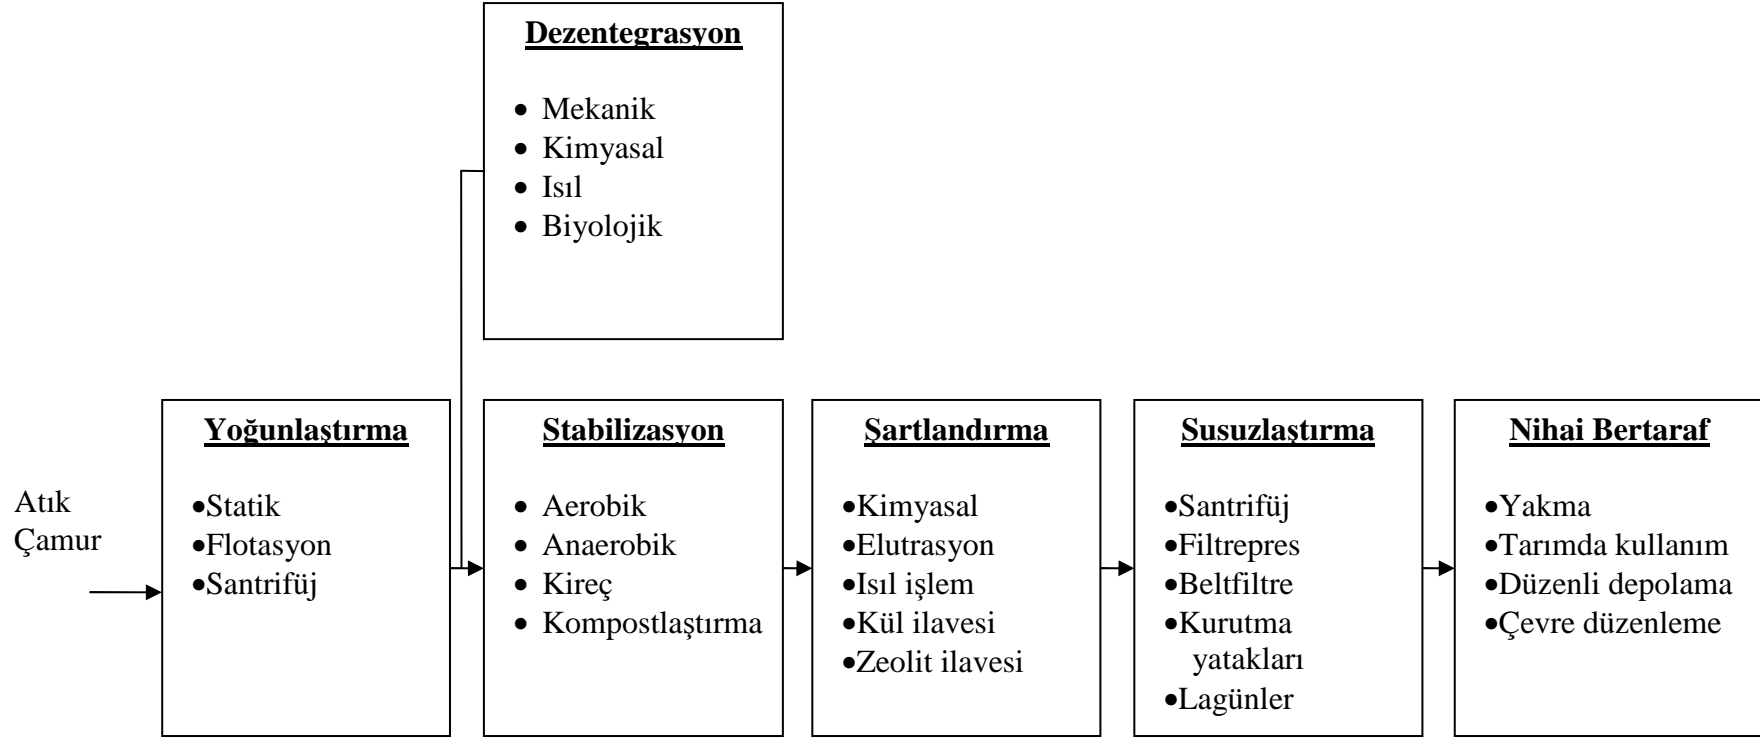 Dezentegrasyon
• Mekanik
• Kimyasal
• Isıl
• Biyolojik
Atık
Çamur
Yoğunlaştırma
•Statik
•Flotasyon
•Santrifüj
Stabilizasyon
• Aerobik
• Anaerobik
• Kireç
• Kompostlaştırma
Şartlandırma
•Kimyasal
•Elutrasyon
•Isıl işlem
•Kül ilavesi
•Zeolit ilavesi
Susuzlaştırma
•Santrifüj
•Filtrepres
•Beltfiltre
•Kurutma
yatakları
•Lagünler
Nihai Bertaraf
•Yakma
•Tarımda kullanım
•Düzenli depolama
•Çevre düzenleme